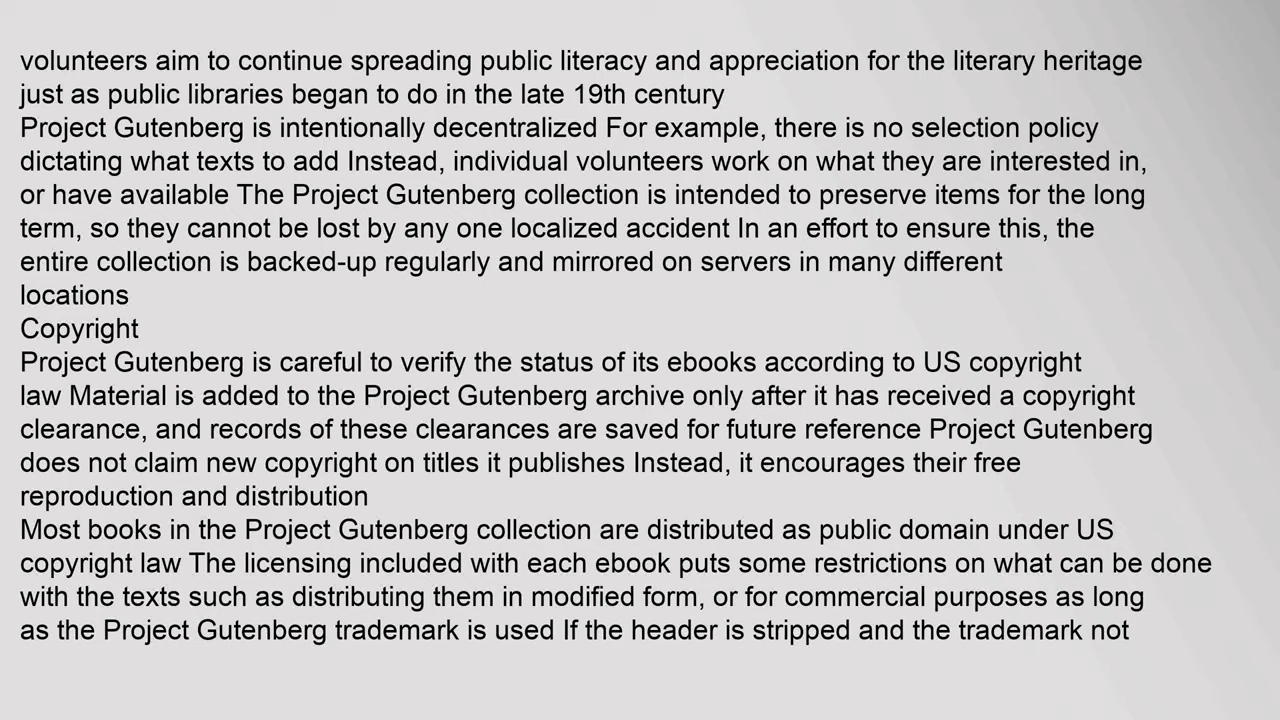 volunteers aim to continue spreading public literacy and appreciation for the literary heritage
just as public libraries began to do in the late 19th century
Project Gutenberg is intentionally decentralized For example, there is no selection policy
dictating what texts to add Instead, individual volunteers work on what they are interested in,
or have available The Project Gutenberg collection is intended to preserve items for the long
term, so they cannot be lost by any one localized accident In an effort to ensure this, the
entire collection is backed-up regularly and mirrored on servers in many different
locations
Copyright
Project Gutenberg is careful to verify the status of its ebooks according to US copyright
law Material is added to the Project Gutenberg archive only after it has received a copyright
clearance, and records of these clearances are saved for future reference Project Gutenberg
does not claim new copyright on titles it publishes Instead, it encourages their free
reproduction and distribution
Most books in the Project Gutenberg collection are distributed as public domain under US
copyright law The licensing included with each ebook puts some restrictions on what can be done
with the texts such as distributing them in modified form, or for commercial purposes as long
as the Project Gutenberg trademark is used If the header is stripped and the trademark not